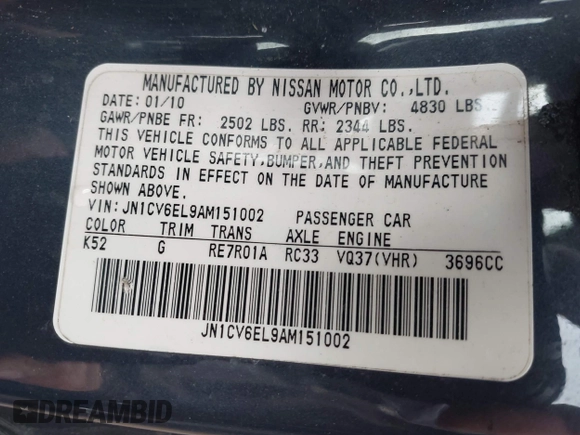 MANUFACTURED BY NISSAN MOTOR CO.,LTD.
DATE: 01/10 GVWR/PNBV: 4830 LBS.
GAWR/PNBE FR: 2502 LBS. RR: 2344 LBS.
THIS VEHICLE CONFORMS TO ALL APPLICABLE FEDERAL
MOTOR VEHICLE SAFETY,BUMPER,AND THEFT PREVENTION
STANDARDS IN EFFECT ON THE DATE OF MANUFACTURE
SHOWN ABOVE.
VIN: JN1CV6EL9AM151002 PASSENGER CAR
COLOR TRIM TRANS AXLE ENGINE
K52 G RE7R01A RC33 VQ37(VHR) 3696CC
JN1CV6EL9AM151002
DREAMBID